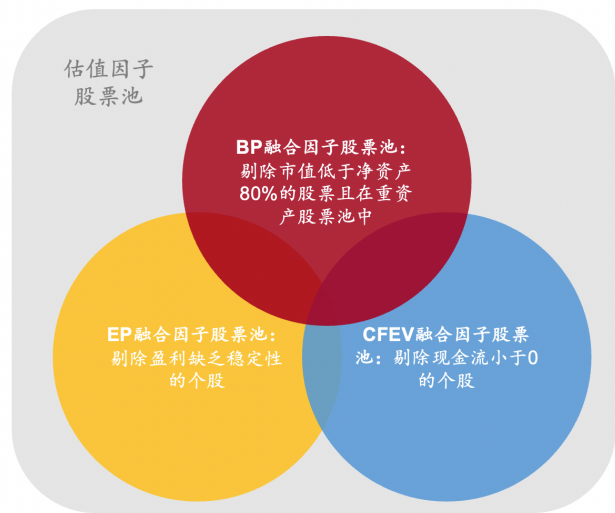 估值因子
股票池
BP融合因子股票池：
剔除市值低于净资产
80%的股票且在重资
产股票池中
EP融合因子股票池：
剔除盈利缺乏稳定性
的个股
CFEV融合因子股票
池：剔除现金流小于0
的个股